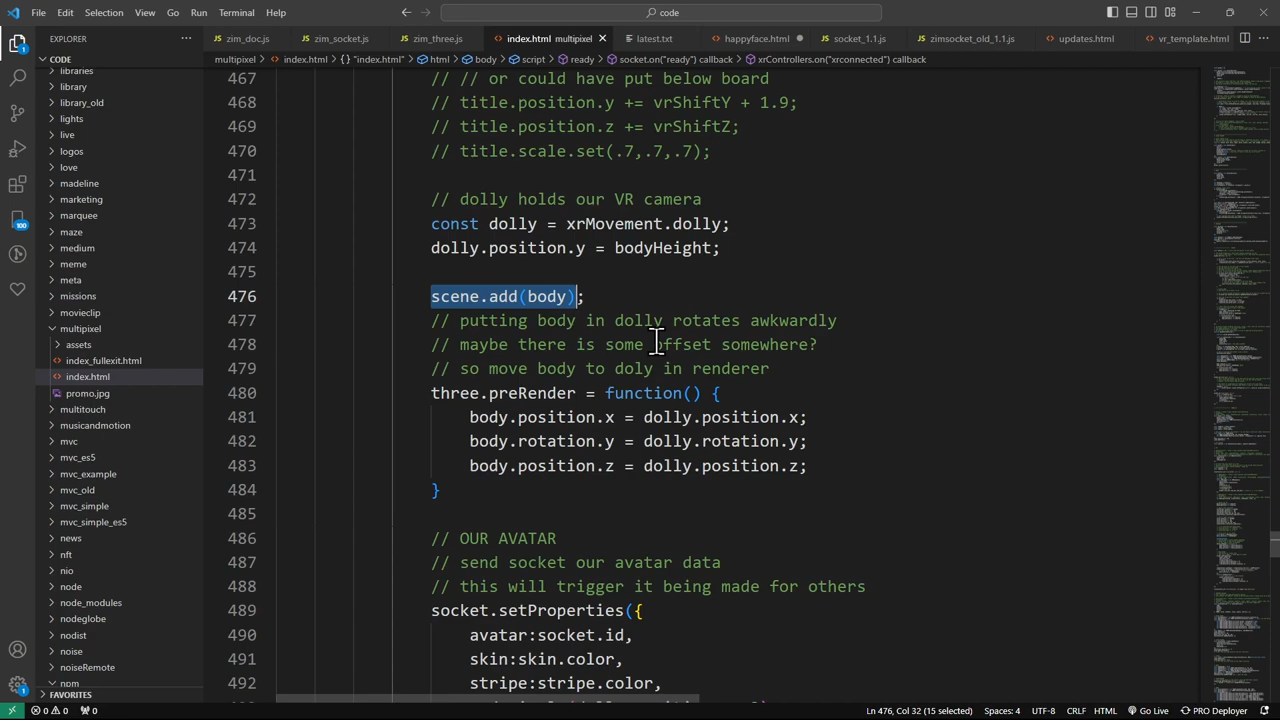 File Edit Selection View Go Run Terminal Help
code
EXPLORER
zim_doc.js zim_socket.js zim_three.js index.html multipixel latest.txt happyface.html socket_1.1.js zimsocket_old_1.1.js updates.html vr_template.html
multipixel > index.html > "index.html" > html > body > script > ready > socket.on("ready") callback > xrControllers.on("xrconnected") callback
CODE
libraries
library
library_old
lights
live
logos
love
madeline
marketing
marquee
maze
medium
meme
meta
missions
movieclip
multipixel
assets
index_fullexit.html
index.html
promo.jpg
multitouch
musicandmotion
mvc
mvc_es5
mvc_example
mvc_old
mvc_simple
mvc_simple_es5
news
nft
nio
node
node_modules
nodeglobe
nodist
noise
noiseRemote
npm
FAVORITES
467 // // or could have put below board
468 // title.position.y += vrShiftY + 1.9;
469 // title.position.z += vrShiftZ;
470 // title.scale.set(.7,.7,.7);
471
472 // dolly our VR camera
473 const dolly = xrMovement.dolly;
474 dolly.position.y = bodyHeight;
475
476 scene.add(body);
477 // putting body in dolly rotates awkwardly
478 // maybe there is some offset somewhere?
479 // so move body to doly in renderer
480 three.preRender = function() {
481 body.position.x = dolly.position.x;
482 body.rotation.y = dolly.rotation.y;
483 body.position.z = dolly.position.z;
484 }
485
486 // OUR AVATAR
487 // send socket our avatar data
488 // this will trigger it being made for others
489 socket.setProperties({
490 avatar:socket.id,
491 skin:skin.color,
492 stripe:stripe.color,
0 0 0 Ln 476, Col 32 (15 selected) Spaces: 4 UTF-8 CRLF HTML Go Live PRO Deployer